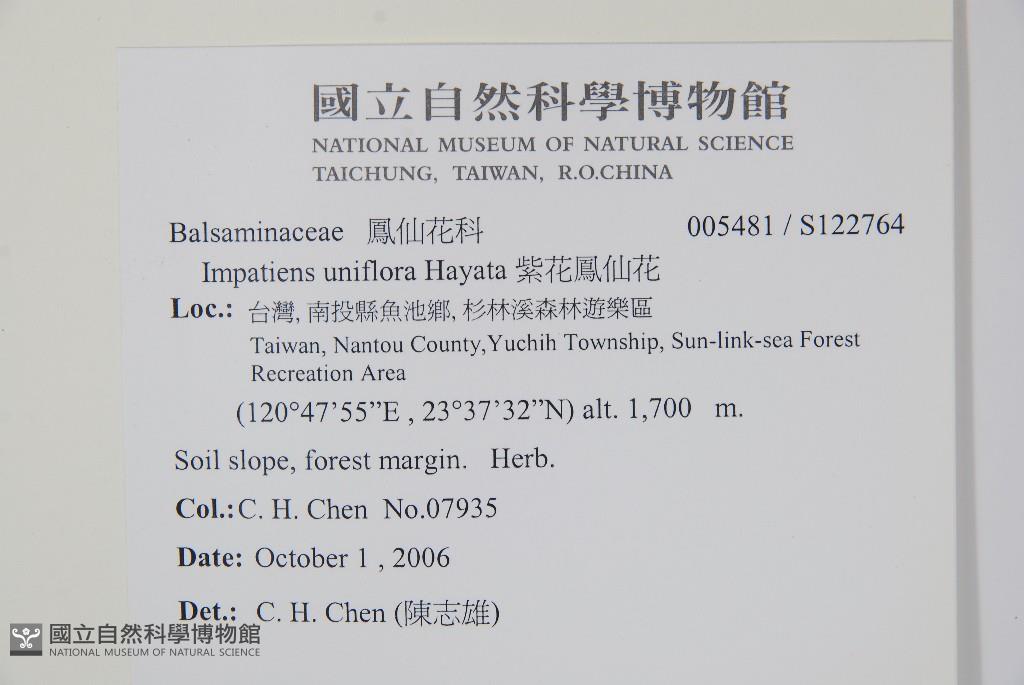 國立自然科學博物館
NATIONAL MUSEUM OF NATURAL SCIENCE
TAICHUNG, TAIWAN, R.O.CHINA
Balsaminaceae 鳳仙花科 005481 / S122764
Impatiens uniflora Hayata 紫花鳳仙花
Loc.: 台灣, 南投縣魚池鄉, 杉林溪森林遊樂區
Taiwan, Nantou County,Yuchih Township, Sun-link-sea Forest
Recreation Area
(120°47’55”E , 23°37’32”N) alt. 1,700 m.
Soil slope, forest margin. Herb.
Col.: C. H. Chen No.07935
Date: October 1 , 2006
Det.: C. H. Chen (陳志雄)
國立自然科學博物館
NATIONAL MUSEUM OF NATURAL SCIENCE